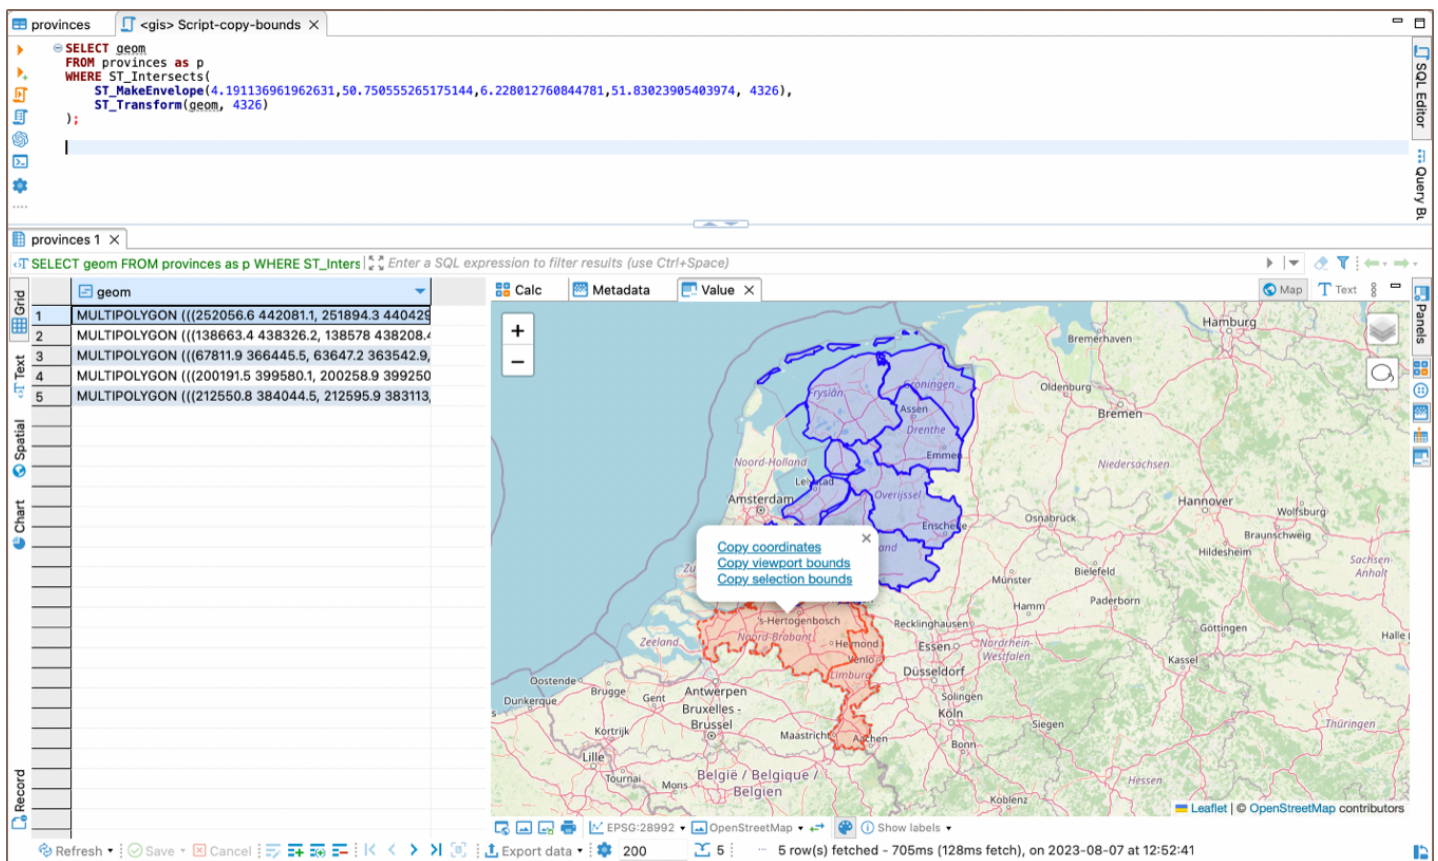 provinces
<gis> Script-copy-bounds
SELECT geom
FROM provinces as p
WHERE ST_Intersects(
ST_MakeEnvelope(4.191136961962631,50.750555265175144,6.228012760844781,51.83023905403974, 4326),
ST_Transform(geom, 4326)
);
SQL Editor
Query Bu
provinces 1
SELECT geom FROM provinces as p WHERE ST_Inters
Enter a SQL expression to filter results (use Ctrl+Space)
Grid
Text
Spatial
Chart
Record
geom
1 MULTIPOLYGON (((252056.6 442081.1, 251894.3 440429
2 MULTIPOLYGON (((138663.4 438326.2, 138578 438208.4
3 MULTIPOLYGON (((67811.9 366445.5, 63647.2 363542.9,
4 MULTIPOLYGON (((200191.5 399580.1, 200258.9 399250
5 MULTIPOLYGON (((212550.8 384044.5, 212595.9 383113,
Calc
Metadata
Value
Map
Text
Panels
+
−
Hamburg
Bremerhaven
Groningen
Oldenburg
Fryslân
Assen
Bremen
Drenthe
Emmen
Noord-Holland
Niedersachsen
Overijssel
Amsterdam
Hannover
Wolfsburg
Enschede
Osnabrück
Braunschweig
Copy coordinates
Copy viewport bounds
Copy selection bounds
land
Hildesheim
Sachsen-
Anhalt
Münster
Bielefeld
Hamm
Paderborn
's-Hertogenbosch
Recklinghausen
Göttingen
Zeeland
Noord-Brabant
Helmond
Essen
Nordrhein-
Westfalen
Halle (
Venlo
Kassel
Limburg
Düsseldorf
Oostende
Brugge
Antwerpen
Solingen
Dunkerque
Gent
Bruxelles -
Brussel
Köln
Siegen
Thüringen
Kortrijk
Maastricht
Aachen
Bonn
Lille
Tournai
Mons
België / Belgique /
Belgien
Hessen
Koblenz
Leaflet | © OpenStreetMap contributors
EPSG:28992
OpenStreetMap
Show labels
Refresh
Save
Cancel
Export data
200
5
5 row(s) fetched - 705ms (128ms fetch), on 2023-08-07 at 12:52:41